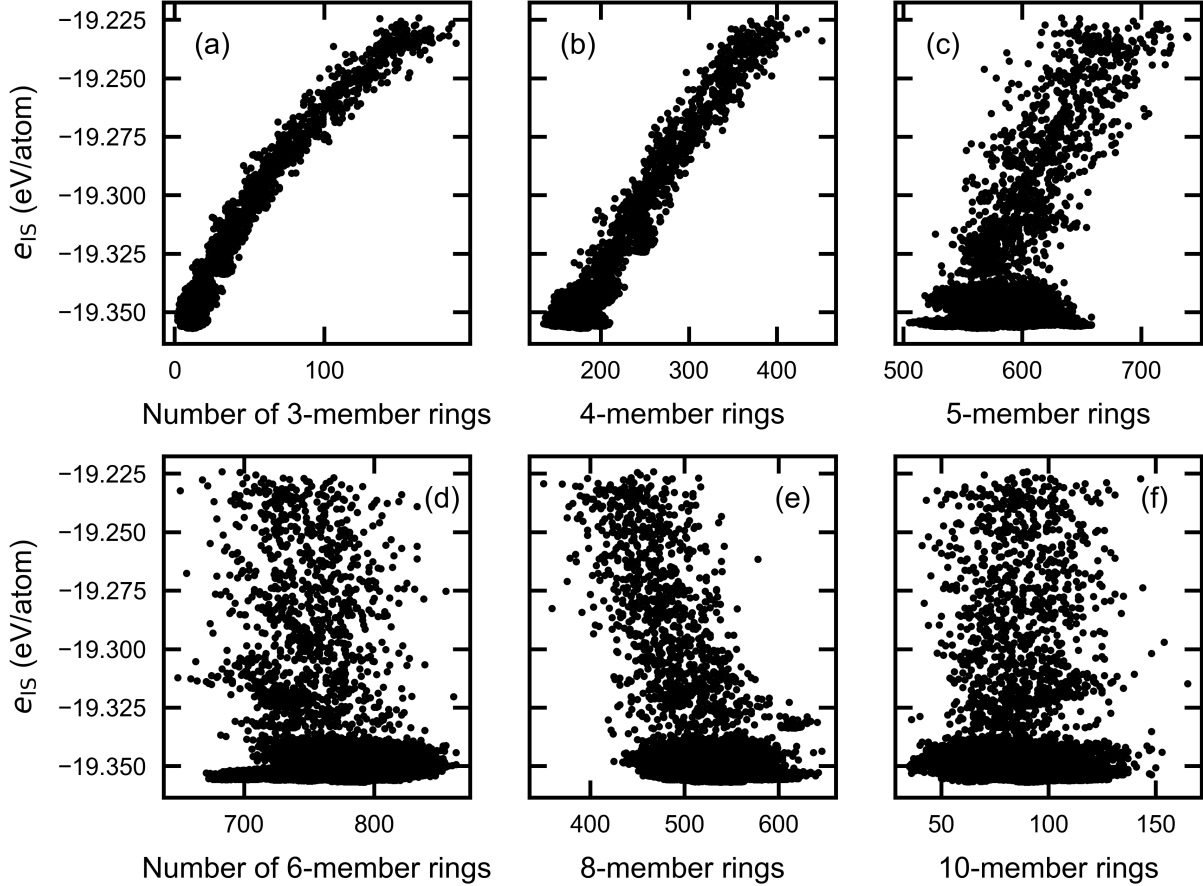 −19.225
−19.250
−19.275
−19.300
−19.325
−19.350
eIS (eV/atom)
(a)
0
100
Number of 3-member rings
(b)
200
300
400
4-member rings
(c)
500
600
700
5-member rings
−19.225
−19.250
−19.275
−19.300
−19.325
−19.350
eIS (eV/atom)
(d)
700
800
Number of 6-member rings
(e)
400
500
600
8-member rings
(f)
50
100
150
10-member rings